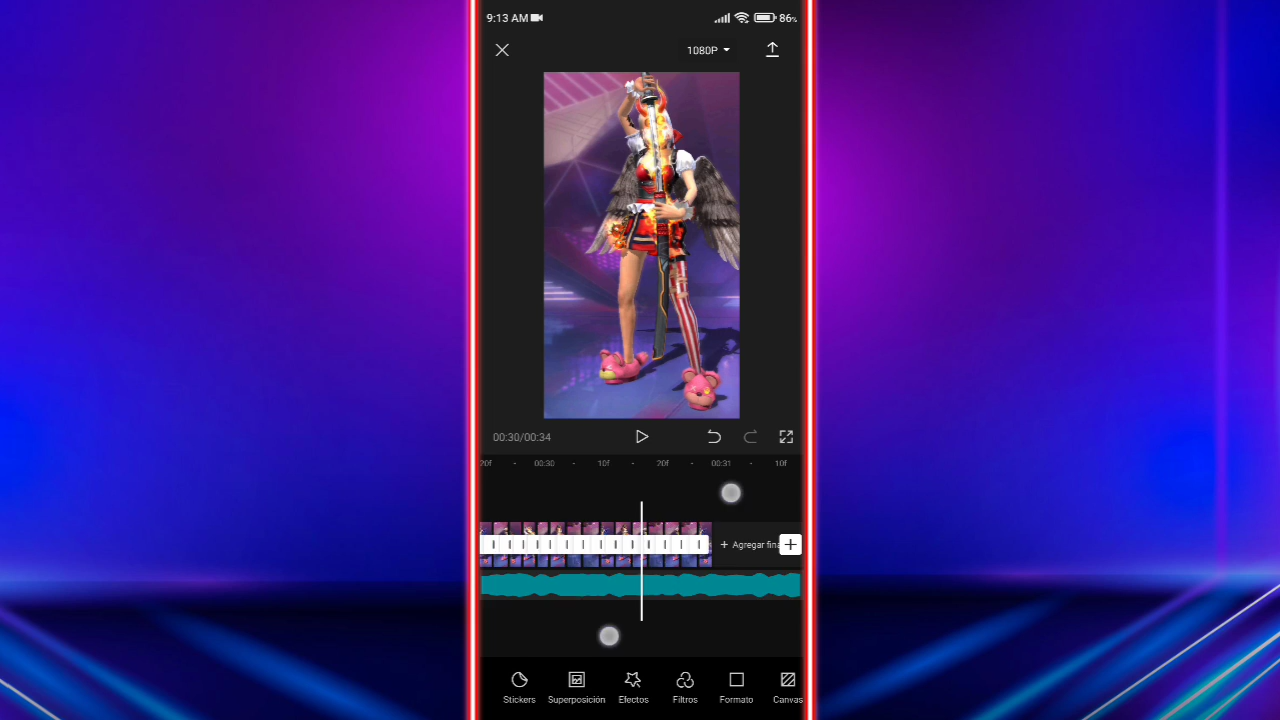 9:13 AM
86%
1080P
00:30/00:34
20f
00:30
10f
20f
00:31
10f
+ Agregar fina
Stickers
Superposición
Efectos
Filtros
Formato
Canvas